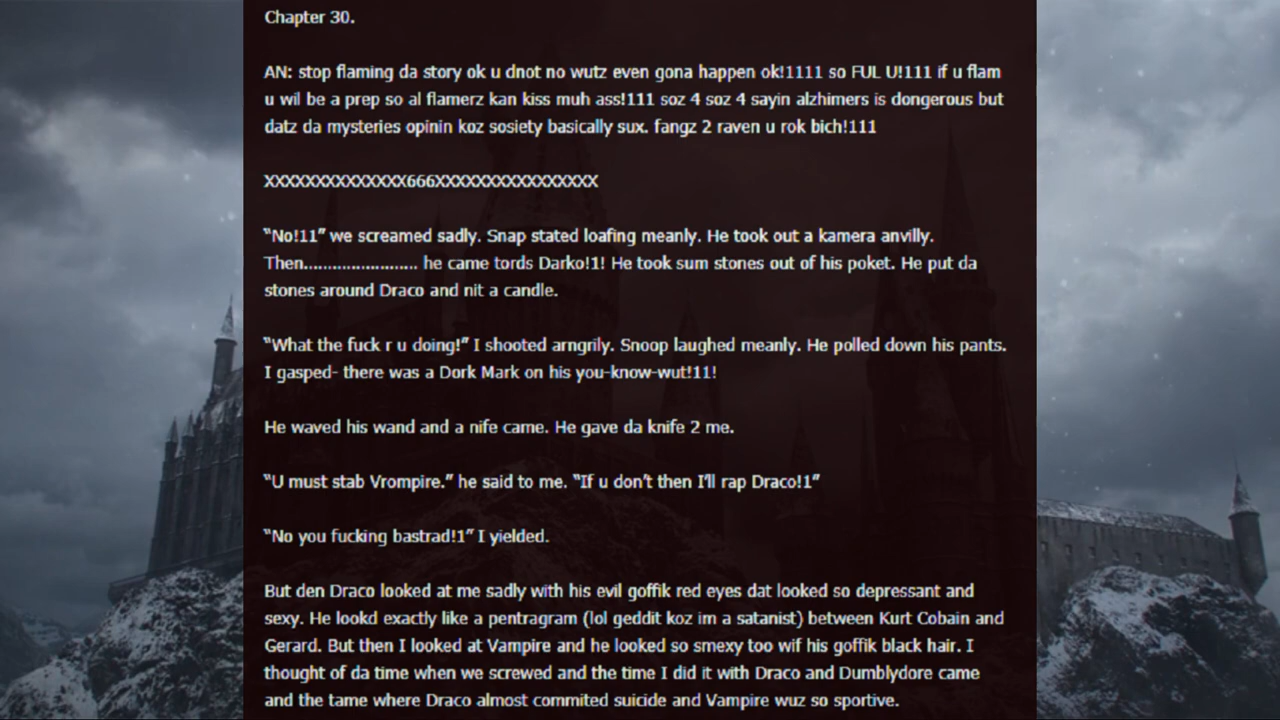 Chapter 30.
AN: stop flaming da story ok u dnot no wutz even gona happen ok!1111 so FUL U!111 if u flam
u wil be a prep so al flamerz kan kiss muh ass!111 soz 4 soz 4 sayin alzhimers is dongerous but
datz da mysteries opinin koz sosiety basically sux. fangz 2 raven u rok bich!111
XXXXXXXXXXXXXX666XXXXXXXXXXXXXXXX
“No!11” we screamed sadly. Snap stated loafing meanly. He took out a kamera anvilly.
Then....................... he came tords Darko!1! He took sum stones out of his poket. He put da
stones around Draco and nit a candle.
“What the fuck r u doing!” I shooted arngrily. Snoop laughed meanly. He polled down his pants.
I gasped- there was a Dork Mark on his you-know-wut!11!
He waved his wand and a nife came. He gave da knife 2 me.
“U must stab Vrompire.” he said to me. “If u don’t then I’ll rap Draco!1”
“No you fucking bastrad!1” I yielded.
But den Draco looked at me sadly with his evil goffik red eyes dat looked so depressant and
sexy. He lookd exactly like a pentragram (lol geddit koz im a satanist) between Kurt Cobain and
Gerard. But then I looked at Vampire and he looked so smexy too wif his goffik black hair. I
thought of da time when we screwed and the time I did it with Draco and Dumblydore came
and the tame where Draco almost commited suicide and Vampire wuz so sportive.